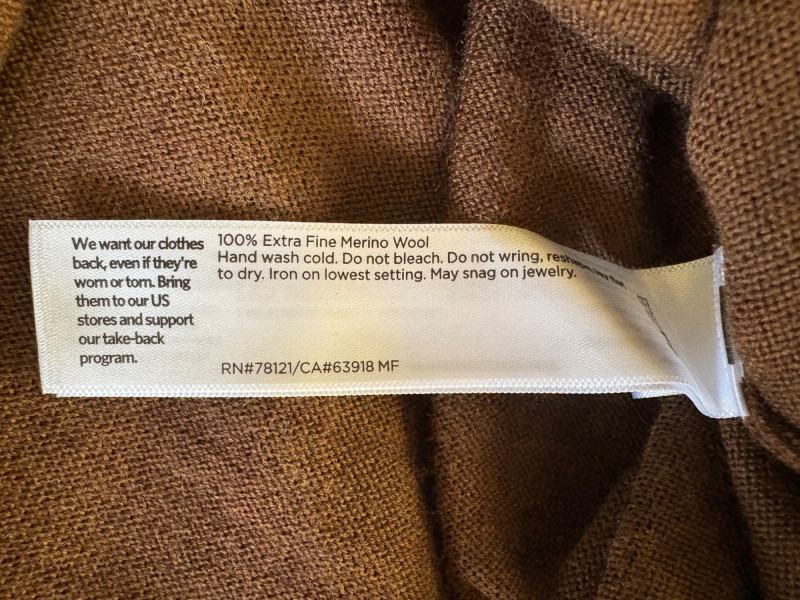 We want our clothes
back, even if they're
worn or torn. Bring
them to our US
stores and support
our take-back
program.
100% Extra Fine Merino Wool
Hand wash cold. Do not bleach. Do not wring,
to dry. Iron on lowest setting. May snag on jewelry.
RN#78121/CA#63918 MF